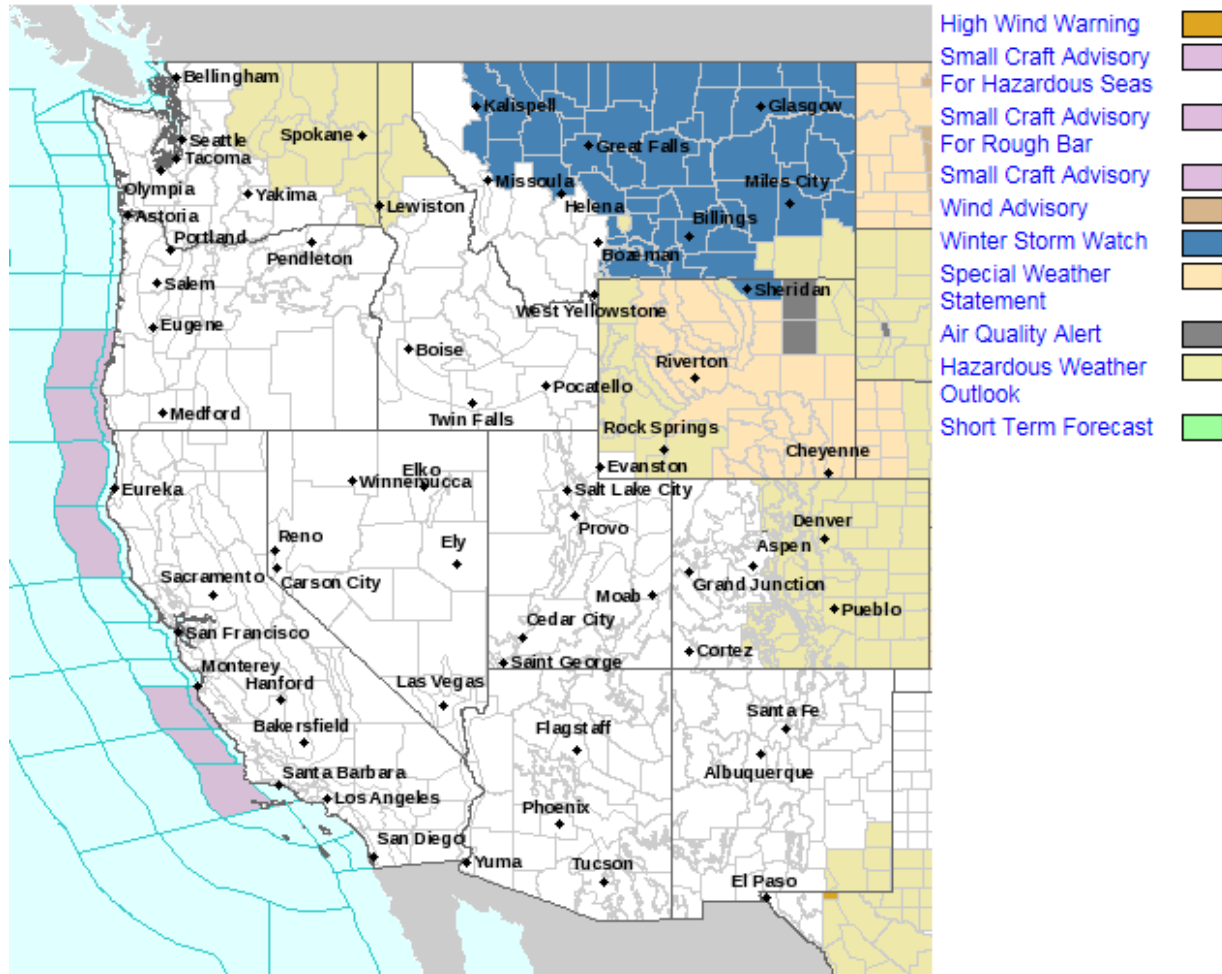 High Wind Warning
Small Craft Advisory
For Hazardous Seas
Small Craft Advisory
For Rough Bar
Small Craft Advisory
Wind Advisory
Winter Storm Watch
Special Weather
Statement
Air Quality Alert
Hazardous Weather
Outlook
Short Term Forecast
Bellingham
Kalispell
Glasgow
Seattle
Spokane
Great Falls
Tacoma
Olympia
Yakima
Lewiston
Missoula
Helena
Miles City
Astoria
Portland
Pendleton
Billings
Bozeman
Salem
West Yellowstone
Sheridan
Eugene
Boise
Riverton
Pocatello
Medford
Twin Falls
Rock Springs
Cheyenne
Evanston
Eureka
Elko
Winnemucca
Salt Lake City
Provo
Denver
Reno
Ely
Aspen
Carson City
Grand Junction
Sacramento
Moab
Pueblo
San Francisco
Cedar City
Cortez
Saint George
Monterey
Hanford
Las Vegas
Bakersfield
Flagstaff
Santa Fe
Albuquerque
Santa Barbara
Los Angeles
Phoenix
San Diego
Yuma
Tucson
El Paso